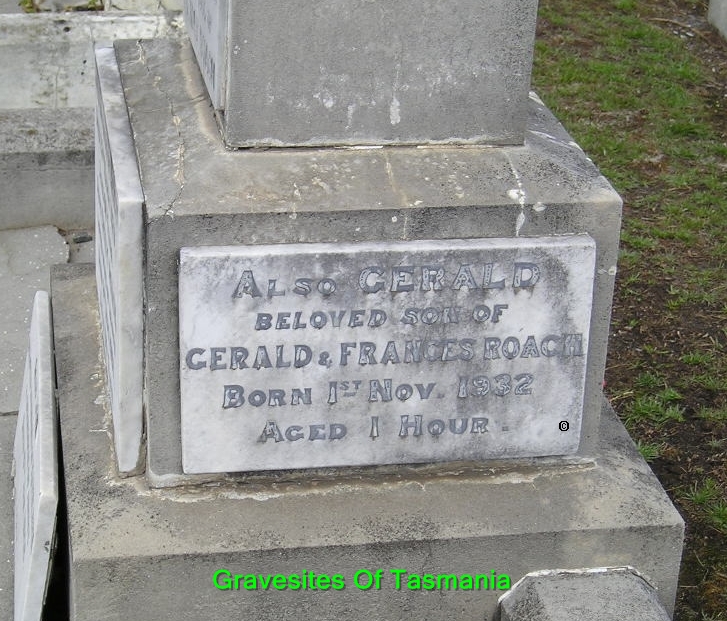 ALSO GERALD
BELOVED SON OF
GERALD & FRANCES ROACH
BORN 1ST NOV. 1932
AGED 1 HOUR.
©
Gravesites Of Tasmania